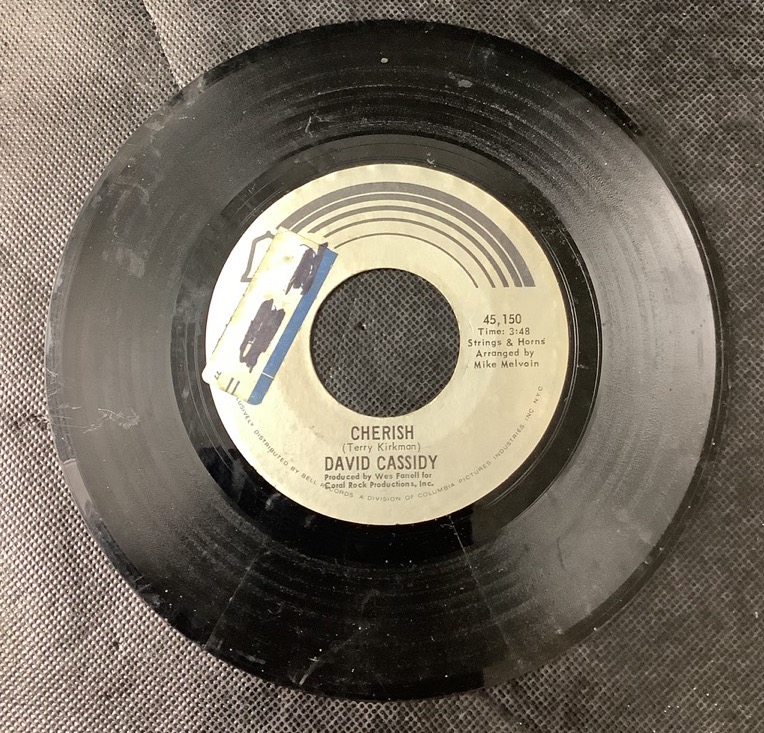 45,150
Time: 3:48
Strings & Horns
Arranged by
Mike Melvoin
CHERISH
(Terry Kirkman)
DAVID CASSIDY
Produced by Wes Farrell for
Coral Rock Productions, Inc.
DISTRIBUTED BY BELL RECORDS A DIVISION OF COLUMBIA PICTURES INDUSTRIES INC N.Y.C.